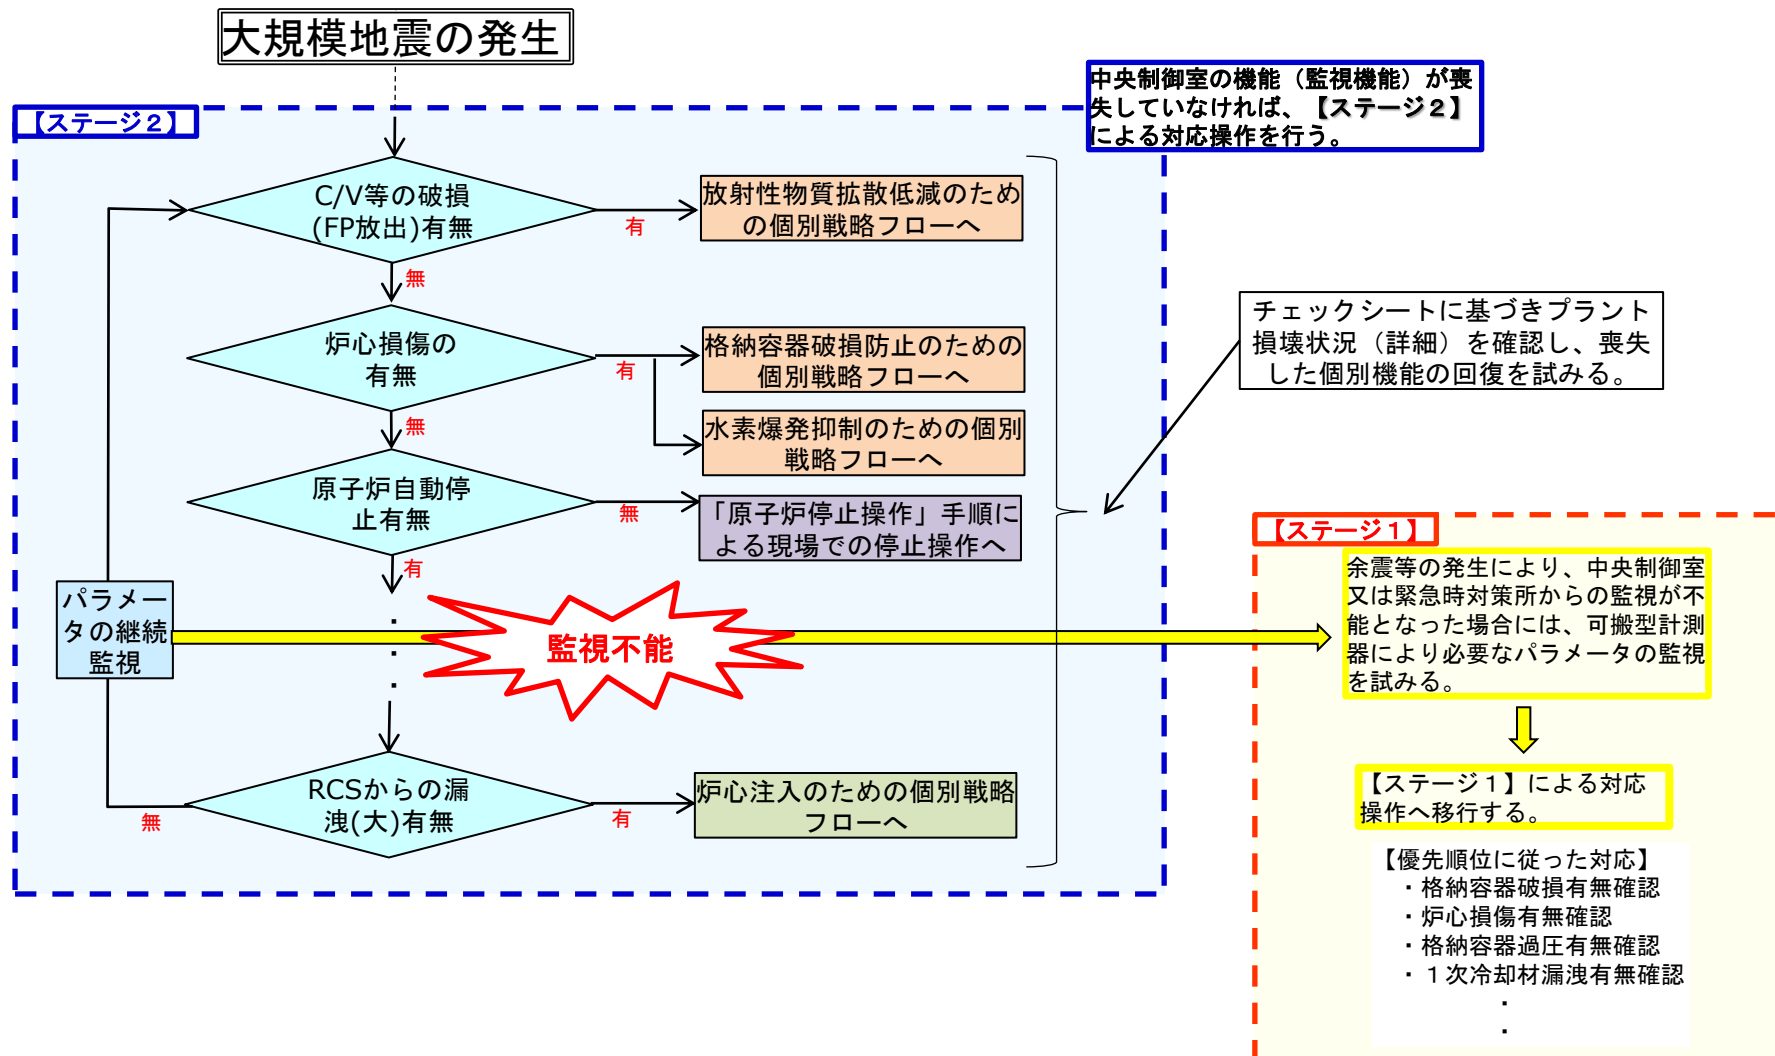 大規模地震の発生
中央制御室の機能（監視機能）が喪
失していなければ、【ステージ２】
による対応操作を行う。
【ステージ２】
C/V等の破損
(FP放出)有無
有
放射性物質拡散低減のため
の個別戦略フローへ
無
炉心損傷の
有無
有
格納容器破損防止のための
個別戦略フローへ
水素爆発抑制のための個別
戦略フローへ
無
原子炉自動停
止有無
無
「原子炉停止操作」手順に
よる現場での停止操作へ
有
チェックシートに基づきプラント
損壊状況（詳細）を確認し、喪失
した個別機能の回復を試みる。
パラメー
タの継続
監視
・
・
・
監視不能
RCSからの漏
洩(大)有無
無
有
炉心注入のための個別戦略
フローへ
【ステージ１】
余震等の発生により、中央制御室
又は緊急時対策所からの監視が不
能となった場合には、可搬型計測
器により必要なパラメータの監視
を試みる。
【ステージ１】による対応
操作へ移行する。
【優先順位に従った対応】
・格納容器破損有無確認
・炉心損傷有無確認
・格納容器過圧有無確認
・１次冷却材漏洩有無確認
・
・